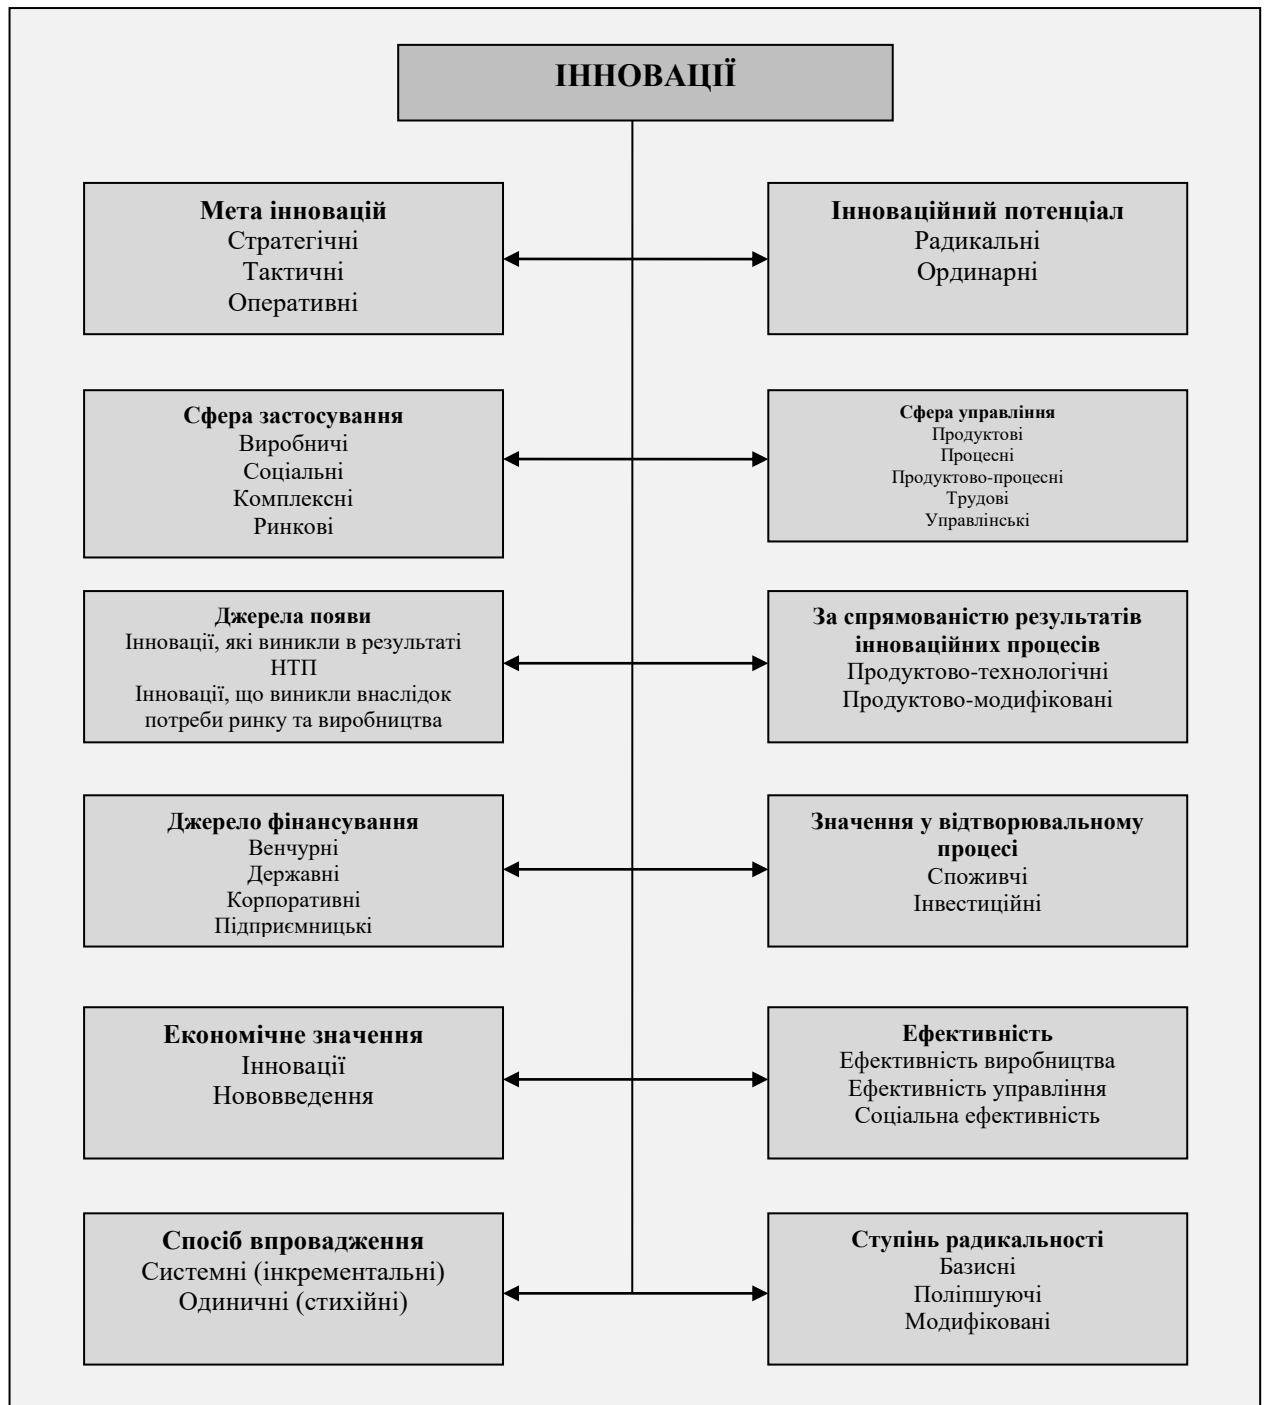 ІННОВАЦІЇ
Мета інновацій
Стратегічні
Тактичні
Оперативні
Інноваційний потенціал
Радикальні
Ординарні
Сфера застосування
Виробничі
Соціальні
Комплексні
Ринкові
Сфера управління
Продуктові
Процесні
Продуктово-процесні
Трудові
Управлінські
Джерела появи
Інновації, які виникли в результаті
НТП
Інновації, що виникли внаслідок
потреби ринку та виробництва
За спрямованістю результатів
інноваційних процесів
Продуктово-технологічні
Продуктово-модифіковані
Джерело фінансування
Венчурні
Державні
Корпоративні
Підприємницькі
Значення у відтворювальному
процесі
Споживчі
Інвестиційні
Економічне значення
Інновації
Нововведення
Ефективність
Ефективність виробництва
Ефективність управління
Соціальна ефективність
Спосіб впровадження
Системні (інкрементальні)
Одиничні (стихійні)
Ступінь радикальності
Базисні
Поліпшуючі
Модифіковані